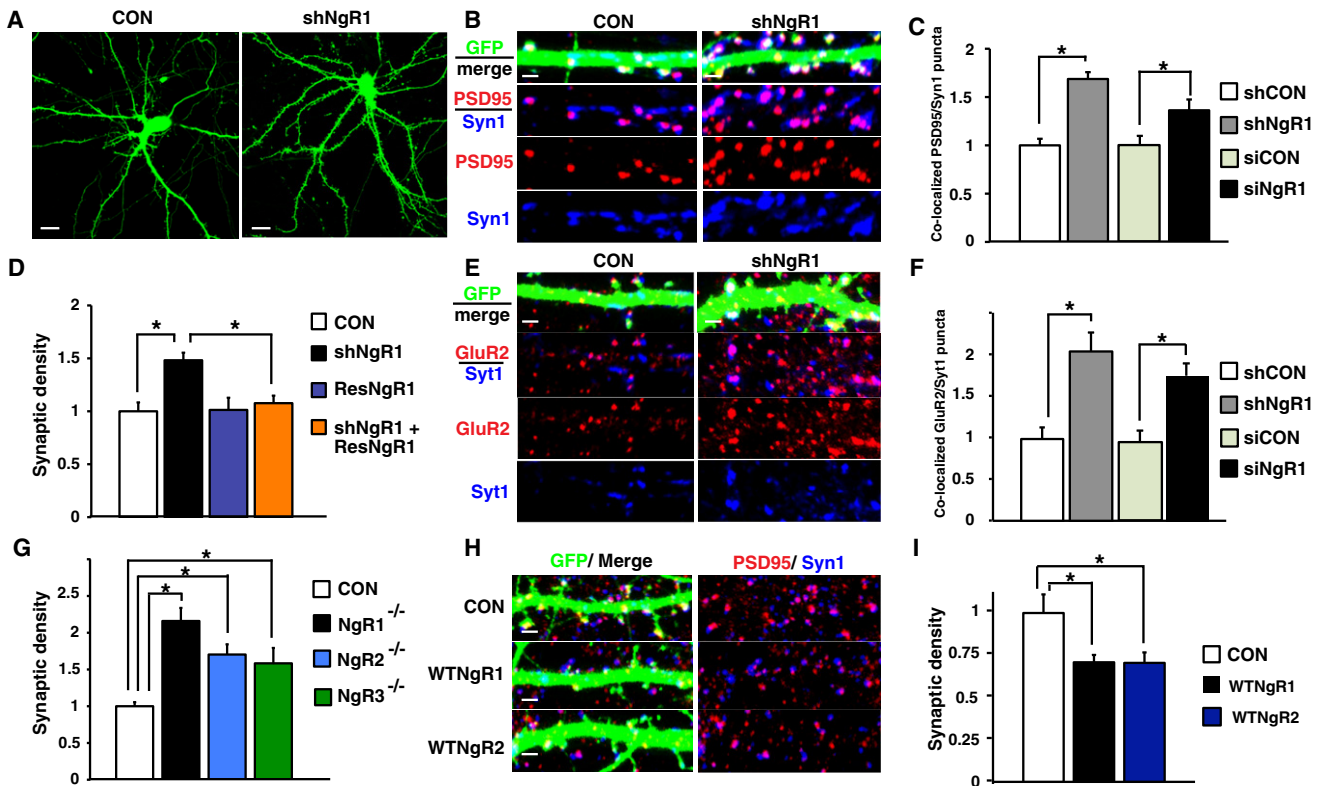 A
CON
shNgR1
B
CON
shNgR1
GFP
merge
PSD95
Syn1
PSD95
Syn1
C
Co-localized PSD95/Syn1 puncta
2
1.5
1
0.5
0
*
*
shCON
shNgR1
siCON
siNgR1
D
Synaptic density
2
1.5
1
0.5
0
*
*
CON
shNgR1
ResNgR1
shNgR1 +
ResNgR1
E
CON
shNgR1
GFP
merge
GluR2
Syt1
GluR2
Syt1
F
Co-localized GluR2/Syt1 puncta
2.5
2
1.5
1
0.5
0
*
*
shCON
shNgR1
siCON
siNgR1
G
Synaptic density
2.5
2
1.5
1
0.5
0
*
*
*
CON
NgR1 -/-
NgR2 -/-
NgR3 -/-
H
GFP/ Merge
PSD95/ Syn1
CON
WTNgR1
WTNgR2
I
Synaptic density
1
0.75
0.5
0.25
0
*
*
CON
WTNgR1
WTNgR2